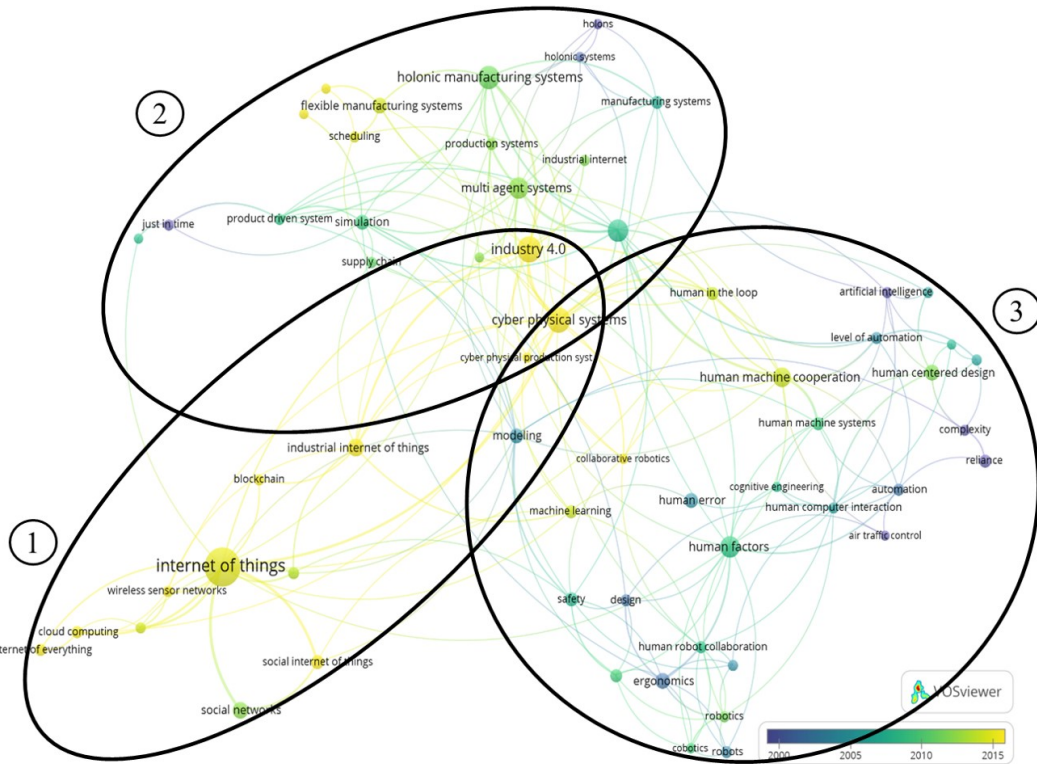 holons
holonic systems
holonic manufacturing systems
flexible manufacturing systems
manufacturing systems
2
scheduling
production systems
industrial internet
multi agent systems
just in time
product driven system
simulation
industry 4.0
supply chain
human in the loop
artificial intelligence
3
cyber physical systems
level of automation
cyber physical production syst
human machine cooperation
human centered design
human machine systems
modeling
complexity
industrial internet of things
collaborative robotics
reliance
blockchain
cognitive engineering
automation
human error
human computer interaction
machine learning
1
air traffic control
human factors
internet of things
wireless sensor networks
safety
design
cloud computing
ternet of everything
human robot collaboration
social internet of things
ergonomics
VOSviewer
social networks
robotics
cobotics
robots
2000
2005
2010
2015